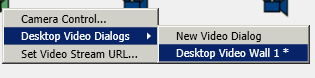 Camera Control...
Desktop Video Dialogs
New Video Dialog
Set Video Stream URL...
Desktop Video Wall 1 *